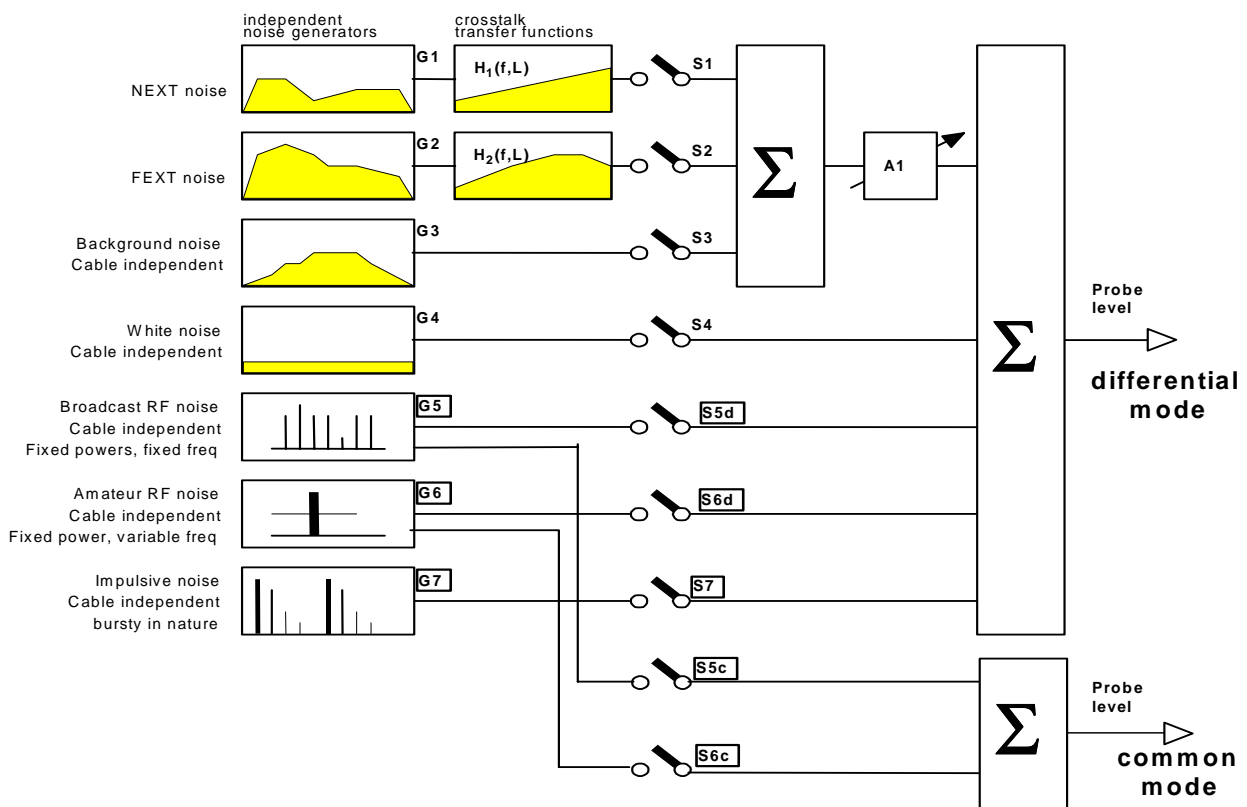 independent
noise generators
crosstalk
transfer functions
NEXT noise
G1
H1(f,L)
S1
FEXT noise
G2
H2(f,L)
S2
Σ
A1
Background noise
Cable independent
G3
S3
White noise
Cable independent
G4
S4
Σ
Probe
level
differential
mode
Broadcast RF noise
Cable independent
Fixed powers, fixed freq
G5
S5d
Amateur RF noise
Cable independent
Fixed power, variable freq
G6
S6d
Impulsive noise
Cable independent
bursty in nature
G7
S7
S5c
S6c
Σ
Probe
level
common
mode